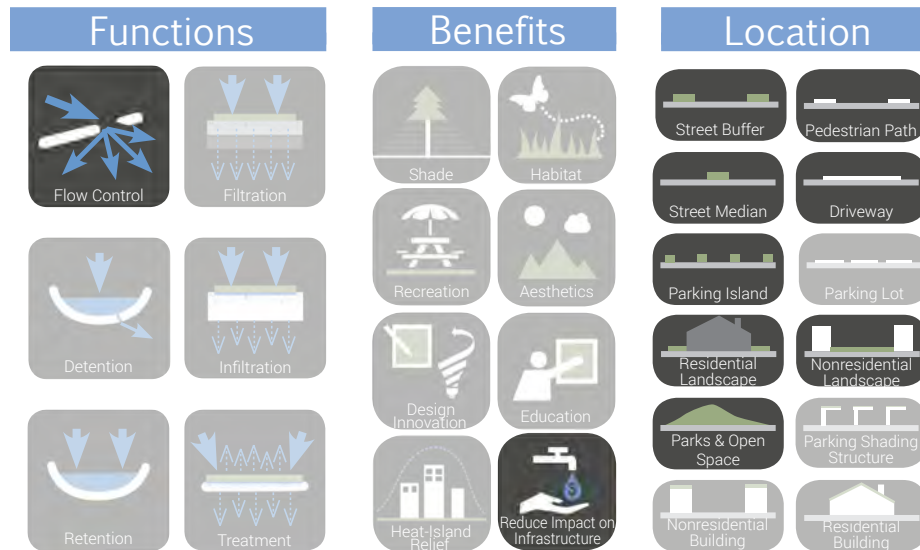 Functions
Benefits
Location
Flow Control
Filtration
Detention
Infiltration
Retention
Treatment
Shade
Habitat
Recreation
Aesthetics
Design
Innovation
Education
Heat-Island
Relief
Reduce Impact on
Infrastructure
$
Street Buffer
Pedestrian Path
Street Median
Driveway
Parking Island
Parking Lot
Residential
Landscape
Nonresidential
Landscape
Parks & Open
Space
Parking Shading
Structure
Nonresidential
Building
Residential
Building